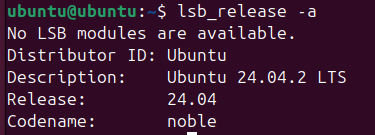 ubuntu@ubuntu:~$ lsb_release -a
No LSB modules are available.
Distributor ID: Ubuntu
Description:    Ubuntu 24.04.2 LTS
Release:        24.04
Codename:       noble